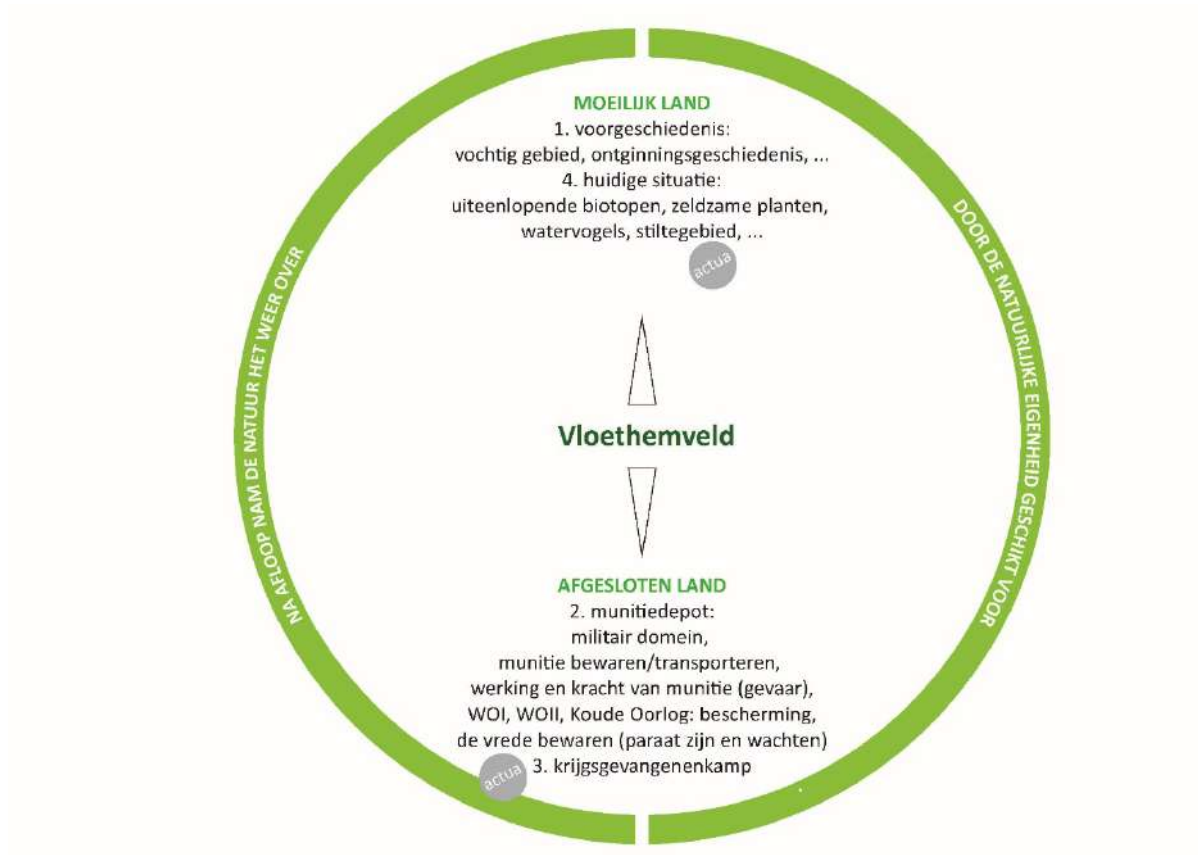 MOEILIJK LAND
1. voorgeschiedenis:
vochtig gebied, ontginningsgeschiedenis, ...
4. huidige situatie:
uiteenlopende biotopen, zeldzame planten,
watervogels, stiltegebied, ...
actua
DOOR DE NATUURLIJKE EIGENHEID GESCHIKT VOOR
Vloethemveld
AFGESLOTEN LAND
2. munitiedepot:
militair domein,
munitie bewaren/transporteren,
werking en kracht van munitie (gevaar),
WOI, WOII, Koude Oorlog: bescherming,
de vrede bewaren (paraat zijn en wachten)
3. krijgsgevangenenkamp
actua
NA AFLOOP NAM DE NATUUR HET WEER OVER